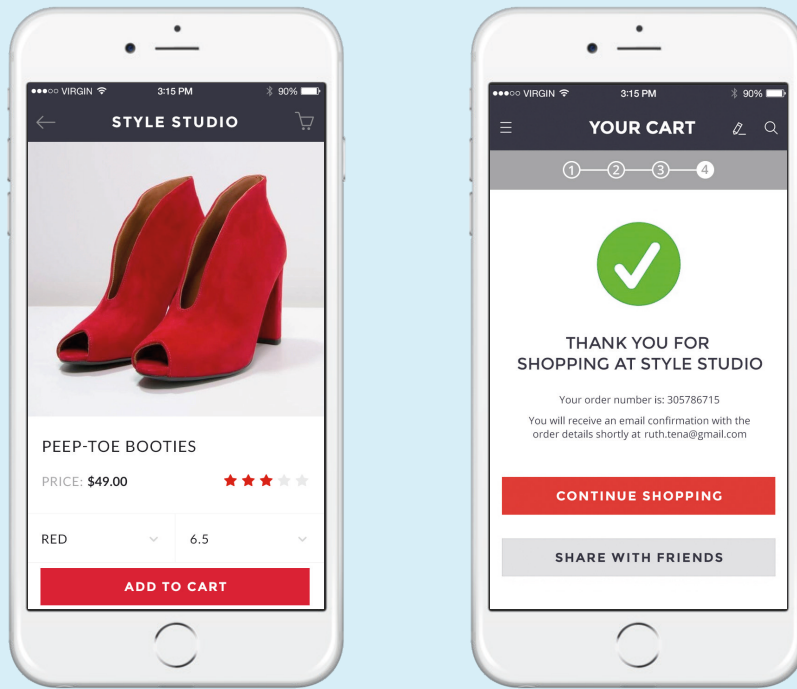 VIRGIN 3:15 PM 90%
STYLE STUDIO
PEEP-TOE BOOTIES
PRICE: $49.00
RED 6.5
ADD TO CART
VIRGIN 3:15 PM 90%
YOUR CART
1 2 3 4
THANK YOU FOR
SHOPPING AT STYLE STUDIO
Your order number is: 305786715
You will receive an email confirmation with the
order details shortly at ruth.tena@gmail.com
CONTINUE SHOPPING
SHARE WITH FRIENDS